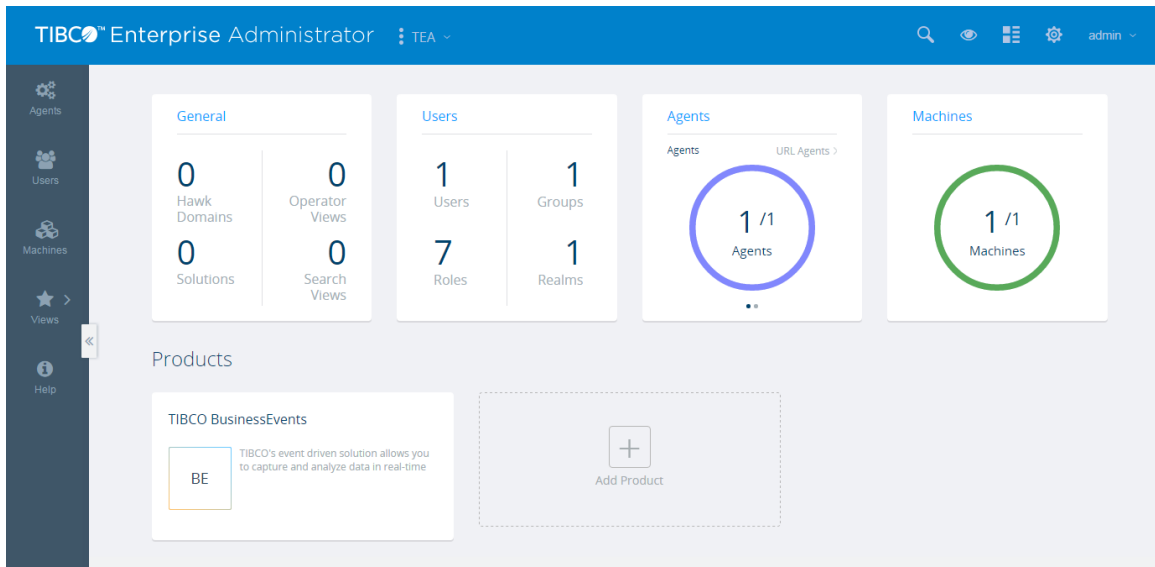 TIBCO™ Enterprise Administrator
TEA
admin
Agents
Users
Machines
Views
Help
General
0
Hawk
Domains
0
Operator
Views
0
Solutions
0
Search
Views
Users
1
Users
1
Groups
7
Roles
1
Realms
Agents
Agents
URL Agents >
1 /1
Agents
Machines
1 /1
Machines
Products
TIBCO BusinessEvents
BE
TIBCO's event driven solution allows you
to capture and analyze data in real-time
Add Product